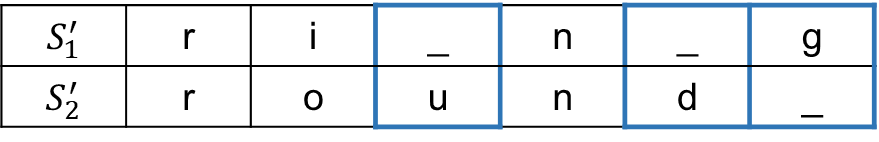 S′₁ r i _ n _ g
S′₂ r o u n d _